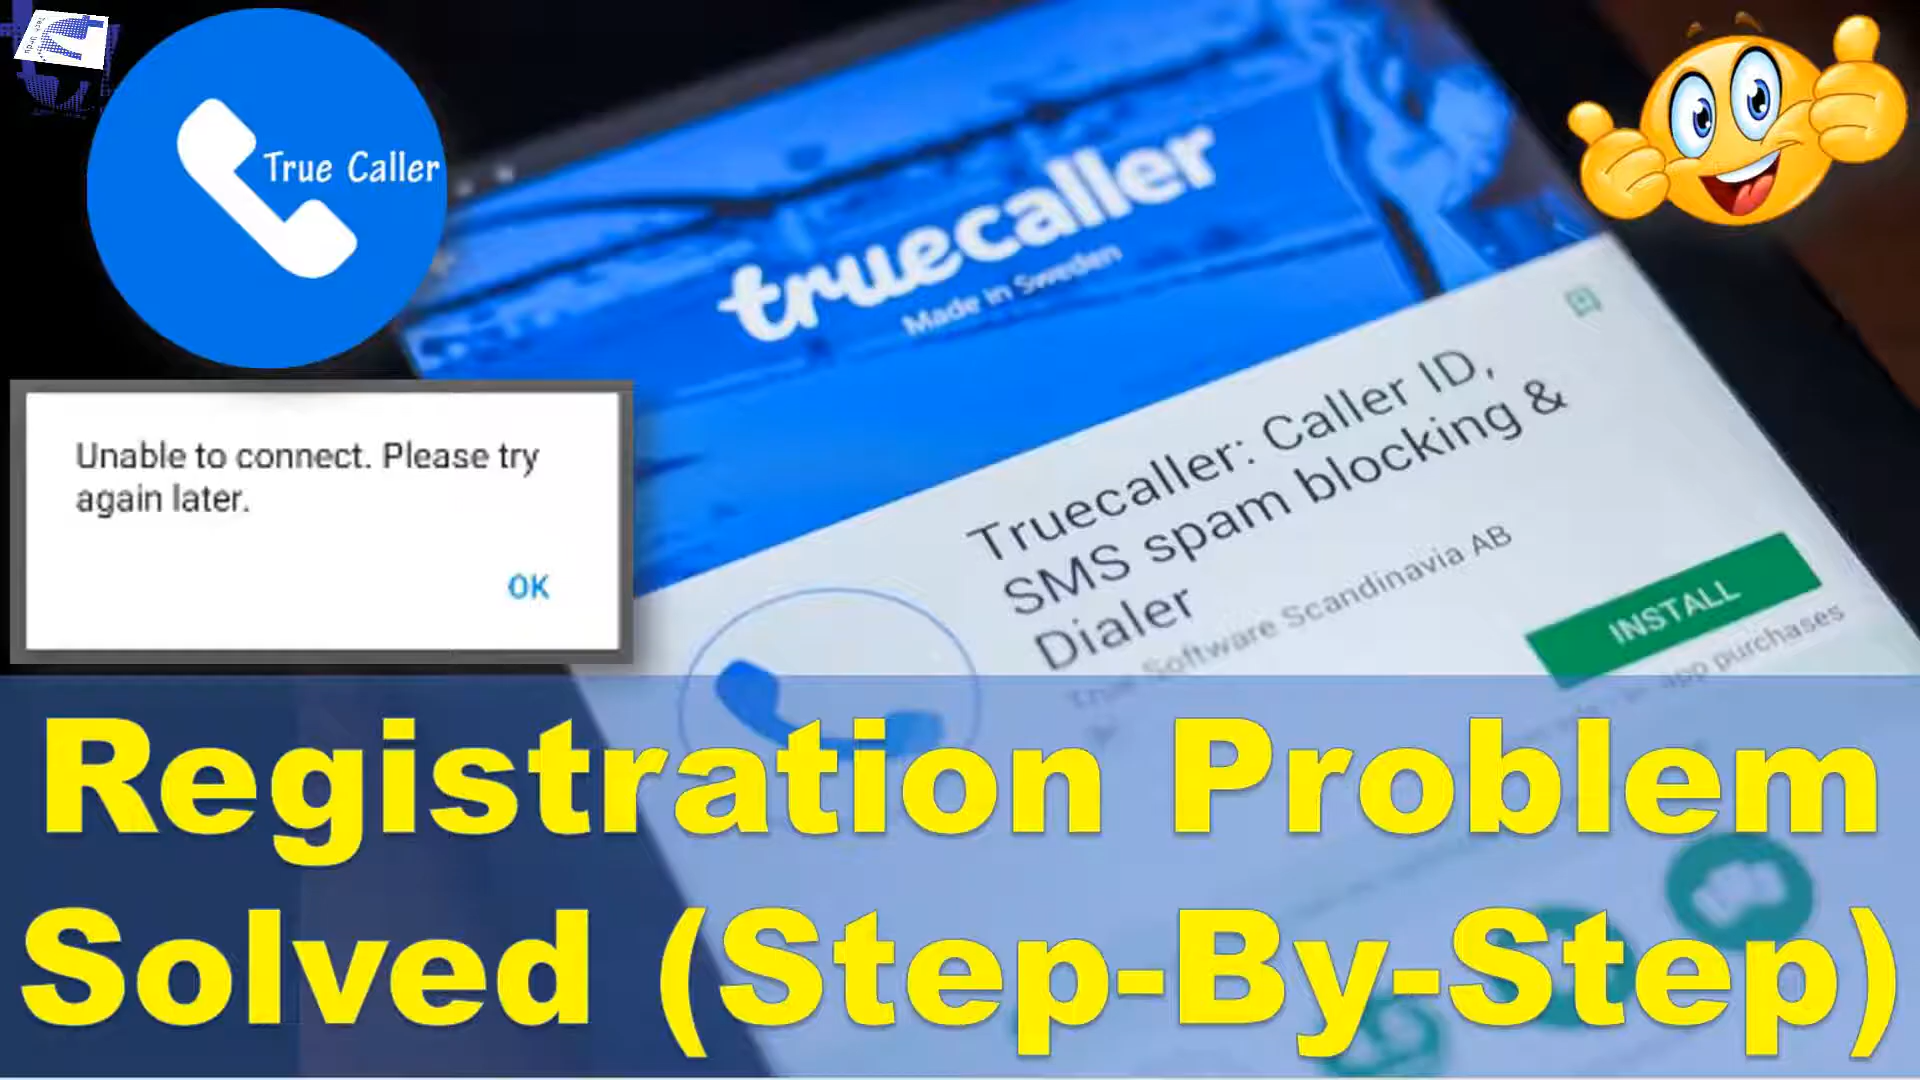 True Caller
truecaller
Made in Sweden
Truecaller: Caller ID,
SMS spam blocking &
Dialer
True Software Scandinavia AB
INSTALL
app purchases
Unable to connect. Please try
again later.
OK
Registration Problem
Solved (Step-By-Step)